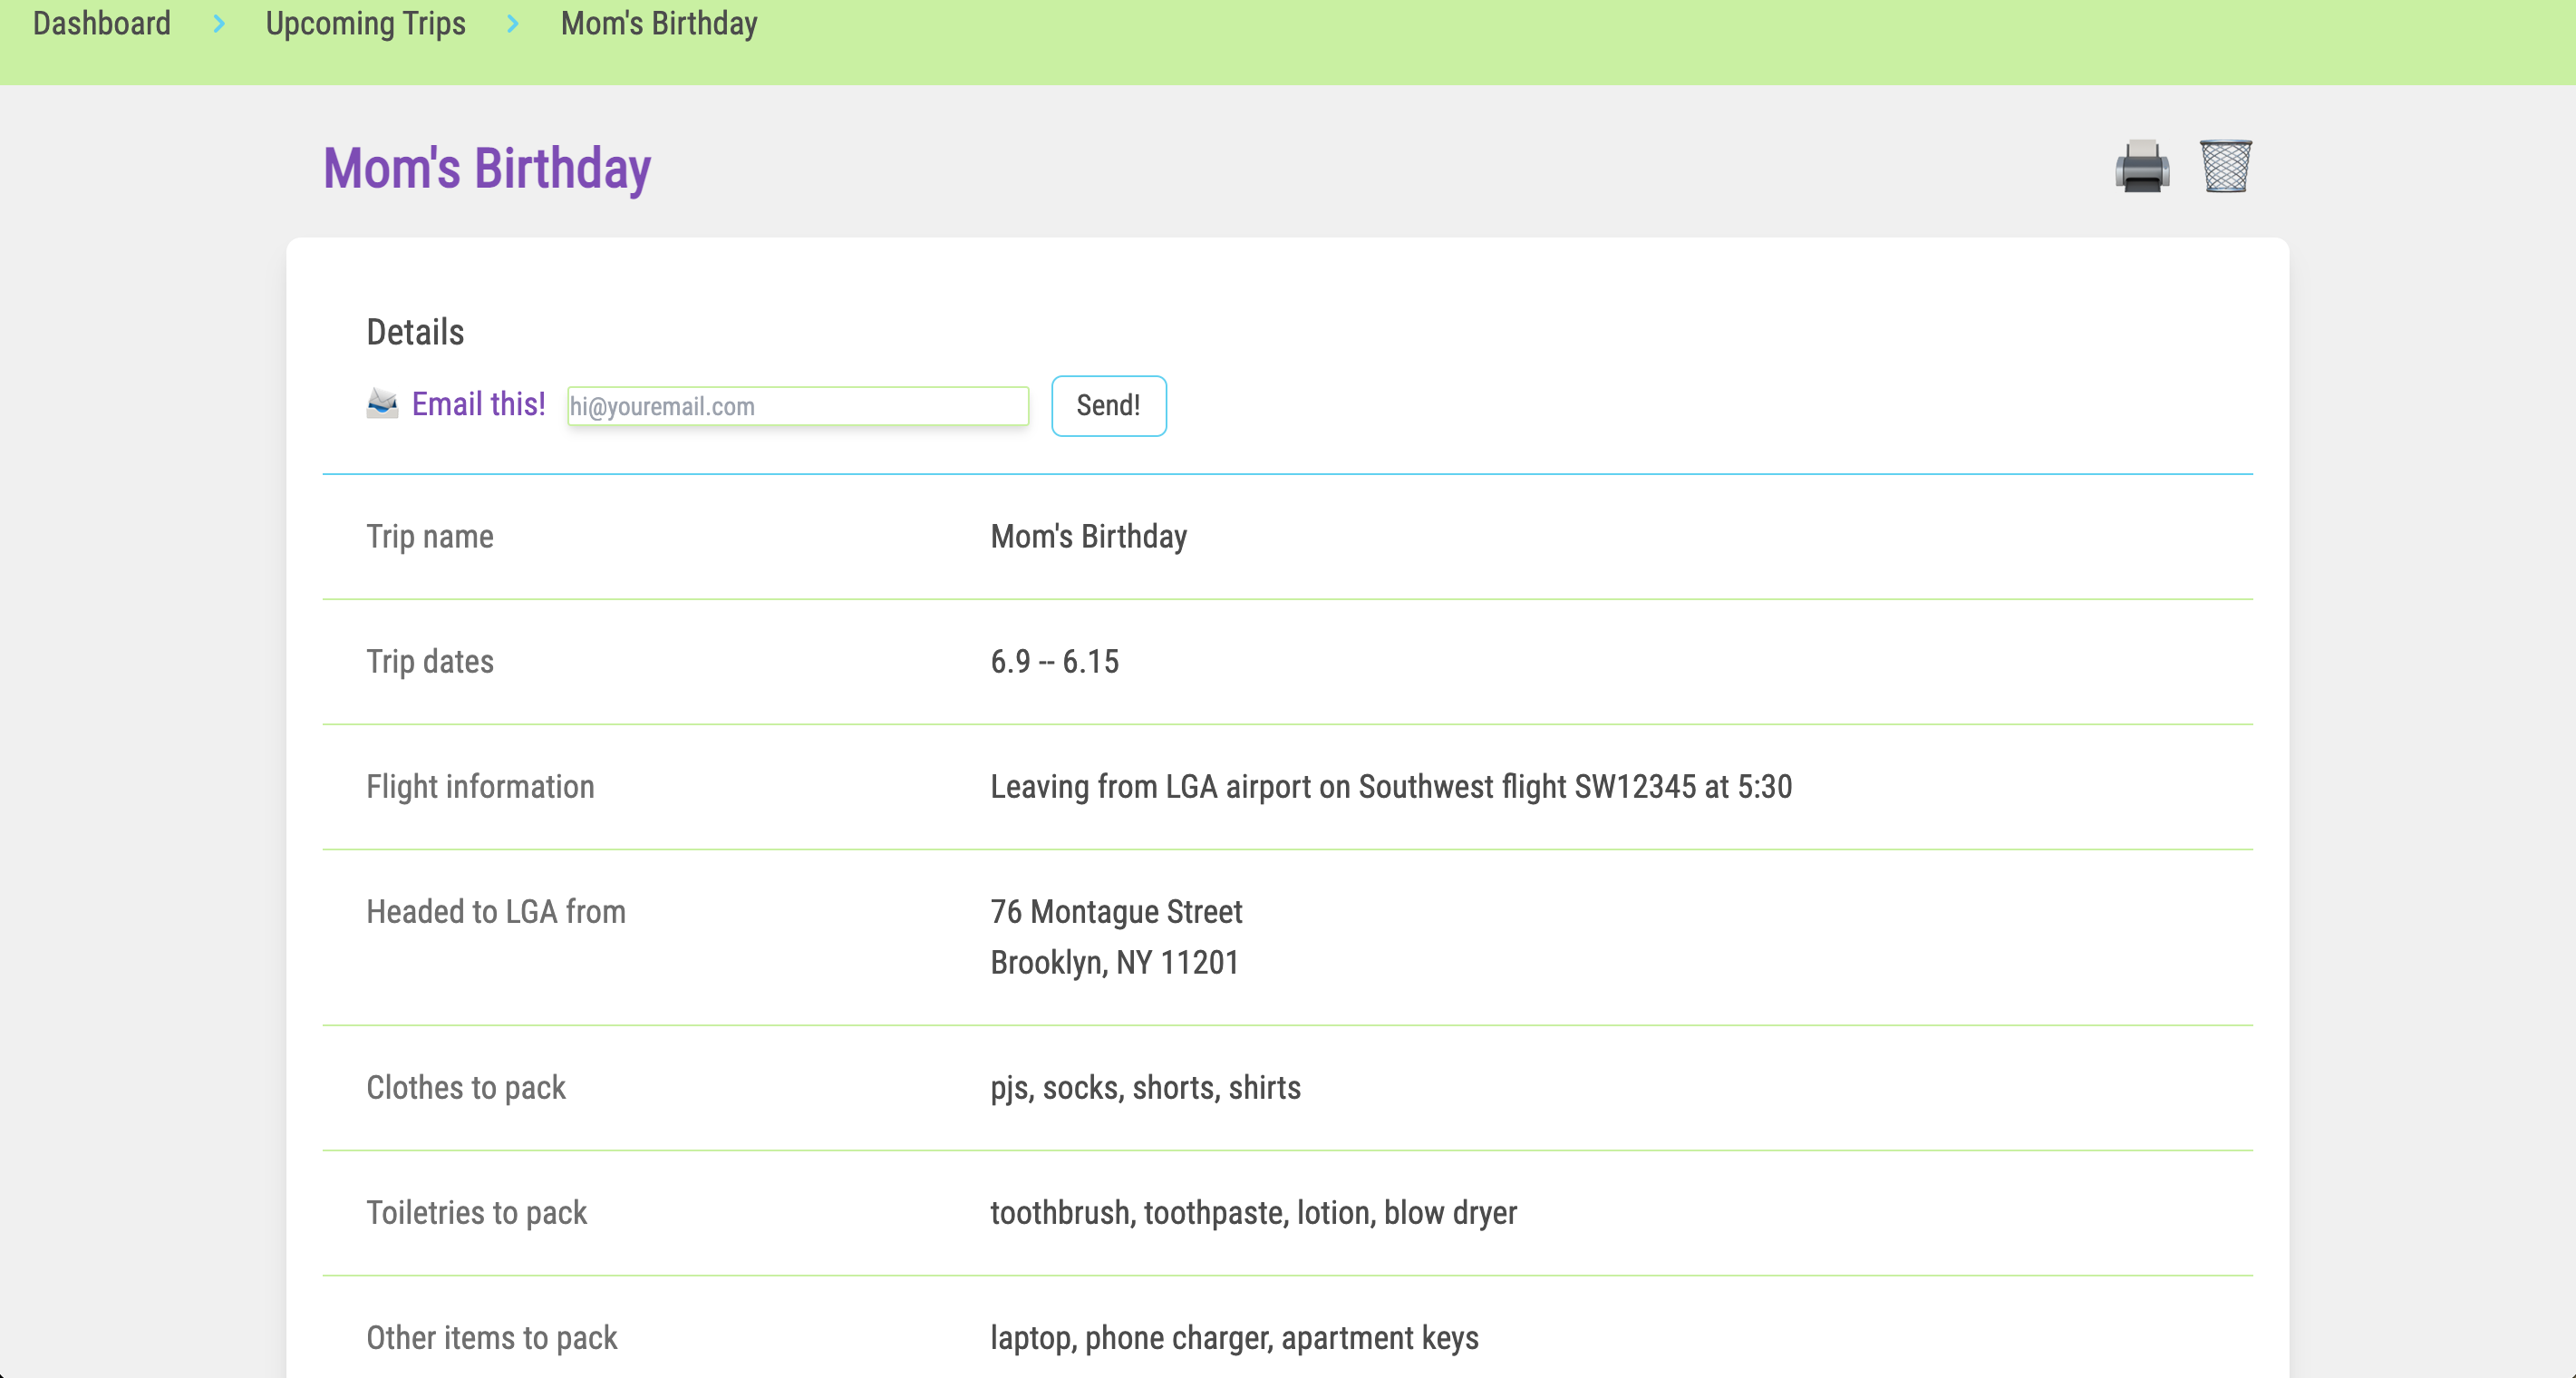 Dashboard > Upcoming Trips > Mom's Birthday
Mom's Birthday
Details
Email this! hi@youremail.com Send!
Trip name Mom's Birthday
Trip dates 6.9 -- 6.15
Flight information Leaving from LGA airport on Southwest flight SW12345 at 5:30
Headed to LGA from 76 Montague Street
Brooklyn, NY 11201
Clothes to pack pjs, socks, shorts, shirts
Toiletries to pack toothbrush, toothpaste, lotion, blow dryer
Other items to pack laptop, phone charger, apartment keys